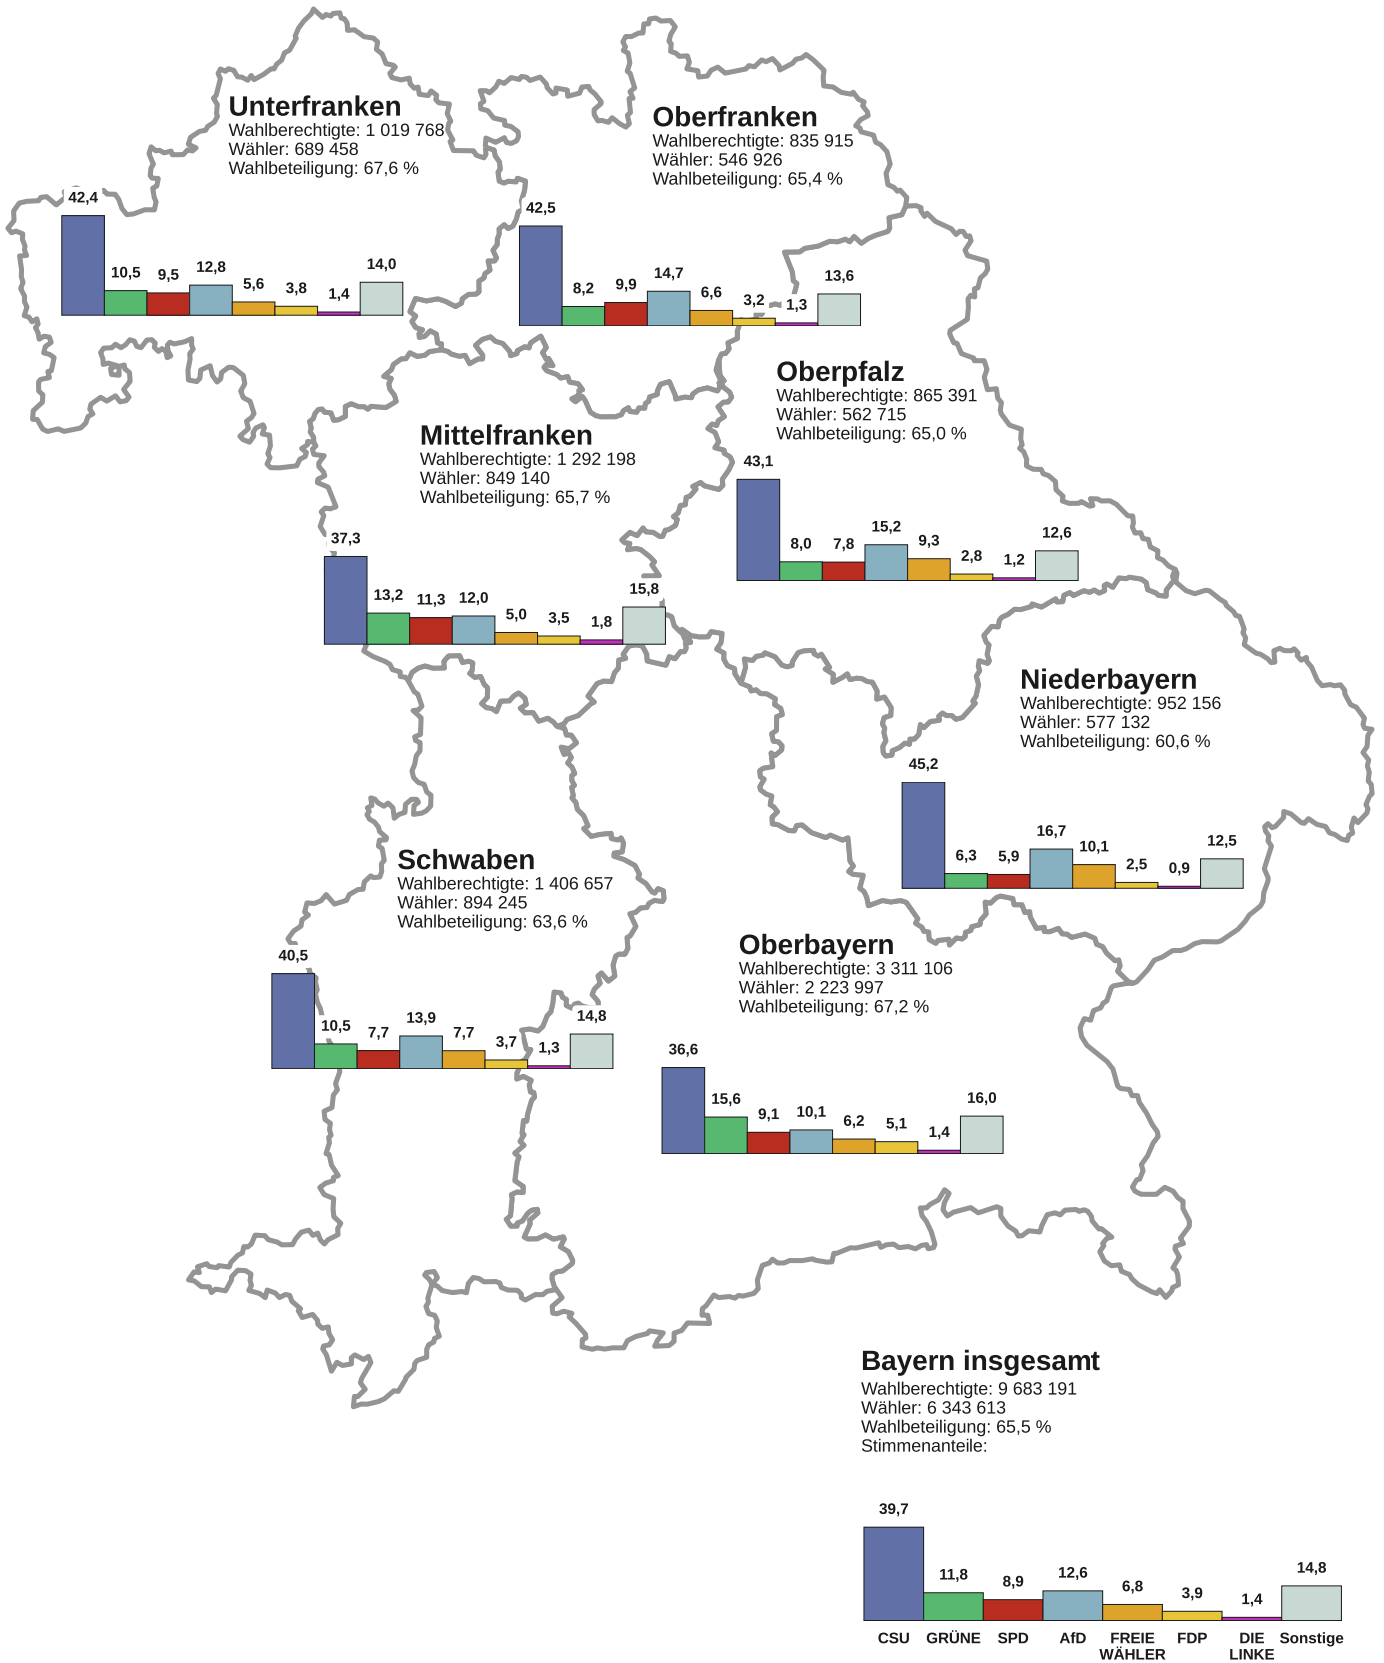 Unterfranken
Wahlberechtigte: 1 019 768
Wähler: 689 458
Wahlbeteiligung: 67,6 %
42,4
10,5
9,5
12,8
5,6
3,8
1,4
14,0
Oberfranken
Wahlberechtigte: 835 915
Wähler: 546 926
Wahlbeteiligung: 65,4 %
42,5
8,2
9,9
14,7
6,6
3,2
1,3
13,6
Oberpfalz
Wahlberechtigte: 865 391
Wähler: 562 715
Wahlbeteiligung: 65,0 %
43,1
8,0
7,8
15,2
9,3
2,8
1,2
12,6
Mittelfranken
Wahlberechtigte: 1 292 198
Wähler: 849 140
Wahlbeteiligung: 65,7 %
37,3
13,2
11,3
12,0
5,0
3,5
1,8
15,8
Niederbayern
Wahlberechtigte: 952 156
Wähler: 577 132
Wahlbeteiligung: 60,6 %
45,2
6,3
5,9
16,7
10,1
2,5
0,9
12,5
Schwaben
Wahlberechtigte: 1 406 657
Wähler: 894 245
Wahlbeteiligung: 63,6 %
40,5
10,5
7,7
13,9
7,7
3,7
1,3
14,8
Oberbayern
Wahlberechtigte: 3 311 106
Wähler: 2 223 997
Wahlbeteiligung: 67,2 %
36,6
15,6
9,1
10,1
6,2
5,1
1,4
16,0
Bayern insgesamt
Wahlberechtigte: 9 683 191
Wähler: 6 343 613
Wahlbeteiligung: 65,5 %
Stimmenanteile:
39,7
11,8
8,9
12,6
6,8
3,9
1,4
14,8
CSU
GRÜNE
SPD
AfD
FREIE
WÄHLER
FDP
DIE
LINKE
Sonstige